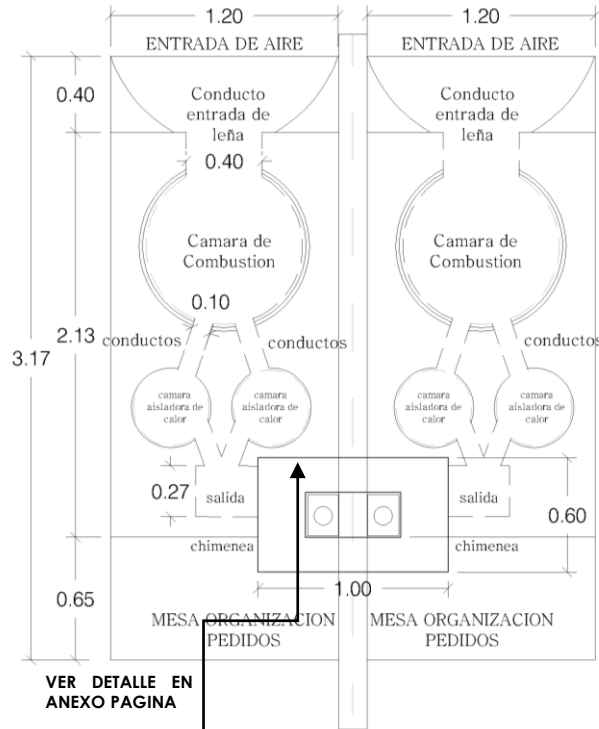 1.20
1.20
ENTRADA DE AIRE
ENTRADA DE AIRE
0.40
Conducto
entrada de
leña
Conducto
entrada de
leña
0.40
Camara de
Combustion
Camara de
Combustion
0.10
2.13
3.17
conductos
conductos
conductos
conductos
camara
aisladora de
calor
camara
aisladora de
calor
camara
aisladora de
calor
camara
aisladora de
calor
0.27
salida
salida
0.60
chimenea
chimenea
1.00
0.65
MESA ORGANIZACION
PEDIDOS
MESA ORGANIZACION
PEDIDOS
VER DETALLE EN
ANEXO PAGINA